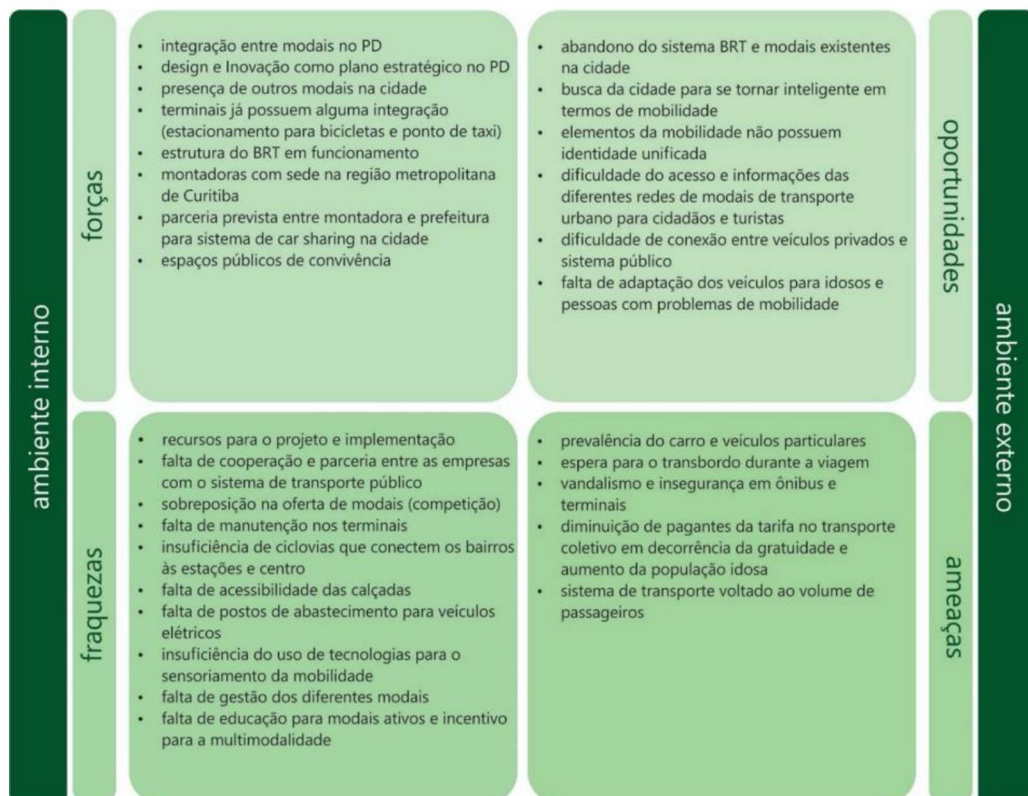 ambiente interno
forças
• integração entre modais no PD
• design e Inovação como plano estratégico no PD
• presença de outros modais na cidade
• terminais já possuem alguma integração
(estacionamento para bicicletas e ponto de taxi)
• estrutura do BRT em funcionamento
• montadoras com sede na região metropolitana
de Curitiba
• parceria prevista entre montadora e prefeitura
para sistema de car sharing na cidade
• espaços públicos de convivência
• abandono do sistema BRT e modais existentes
na cidade
• busca da cidade para se tornar inteligente em
termos de mobilidade
• elementos da mobilidade não possuem
identidade unificada
• dificuldade do acesso e informações das
diferentes redes de modais de transporte
urbano para cidadãos e turistas
• dificuldade de conexão entre veículos privados e
sistema público
• falta de adaptação dos veículos para idosos e
pessoas com problemas de mobilidade
oportunidades
ambiente externo
fraquezas
• recursos para o projeto e implementação
• falta de cooperação e parceria entre as empresas
com o sistema de transporte público
• sobreposição na oferta de modais (competição)
• falta de manutenção nos terminais
• insuficiência de ciclovias que conectem os bairros
às estações e centro
• falta de acessibilidade das calçadas
• falta de postos de abastecimento para veículos
elétricos
• insuficiência do uso de tecnologias para o
sensoriamento da mobilidade
• falta de gestão dos diferentes modais
• falta de educação para modais ativos e incentivo
para a multimodalidade
• prevalência do carro e veículos particulares
• espera para o transbordo durante a viagem
• vandalismo e insegurança em ônibus e
terminais
• diminuição de pagantes da tarifa no transporte
coletivo em decorrência da gratuidade e
aumento da população idosa
• sistema de transporte voltado ao volume de
passageiros
ameaças